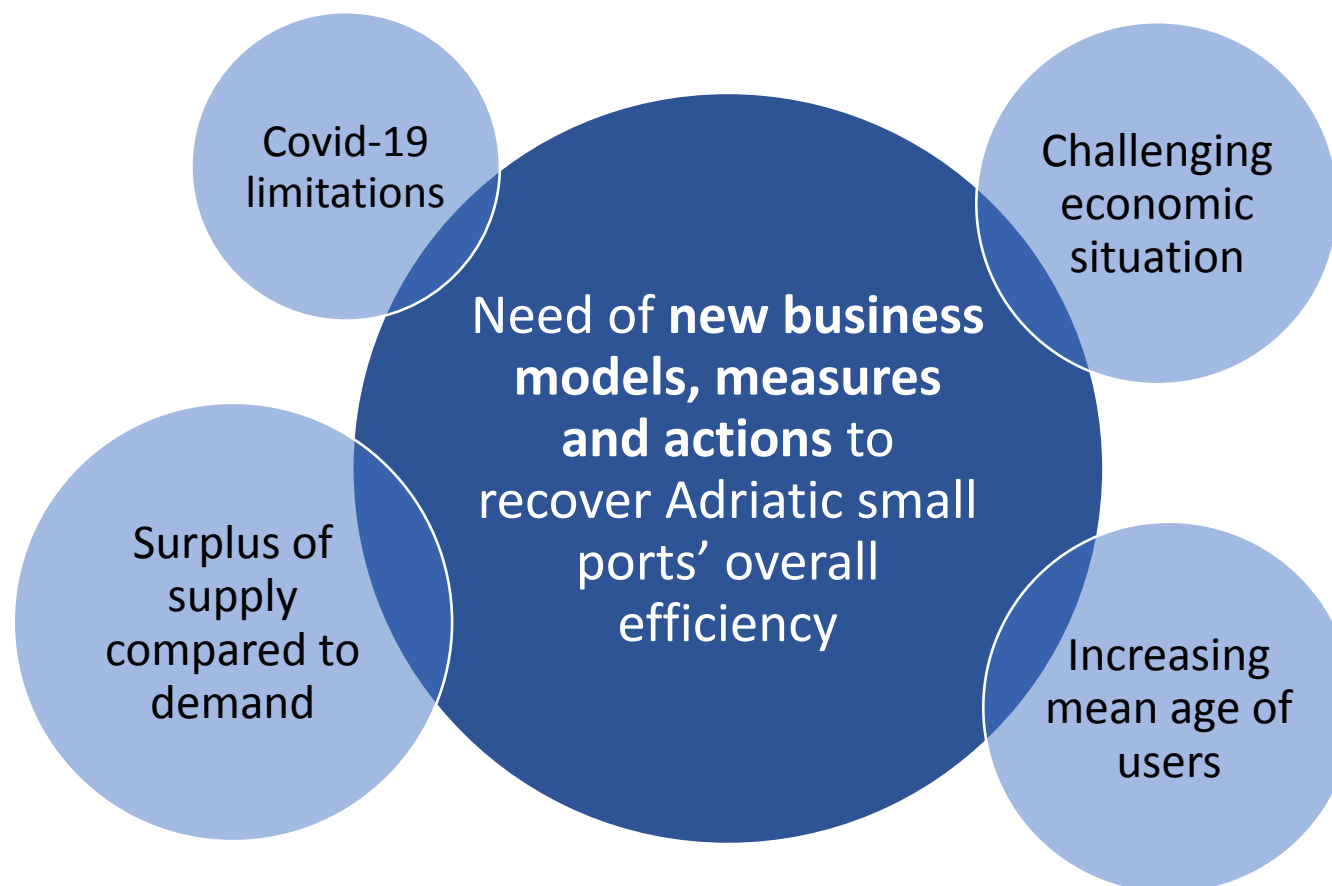 Covid-19
limitations
Challenging
economic
situation
Need of new business
models, measures
and actions to
recover Adriatic small
ports’ overall
efficiency
Surplus of
supply
compared to
demand
Increasing
mean age of
users